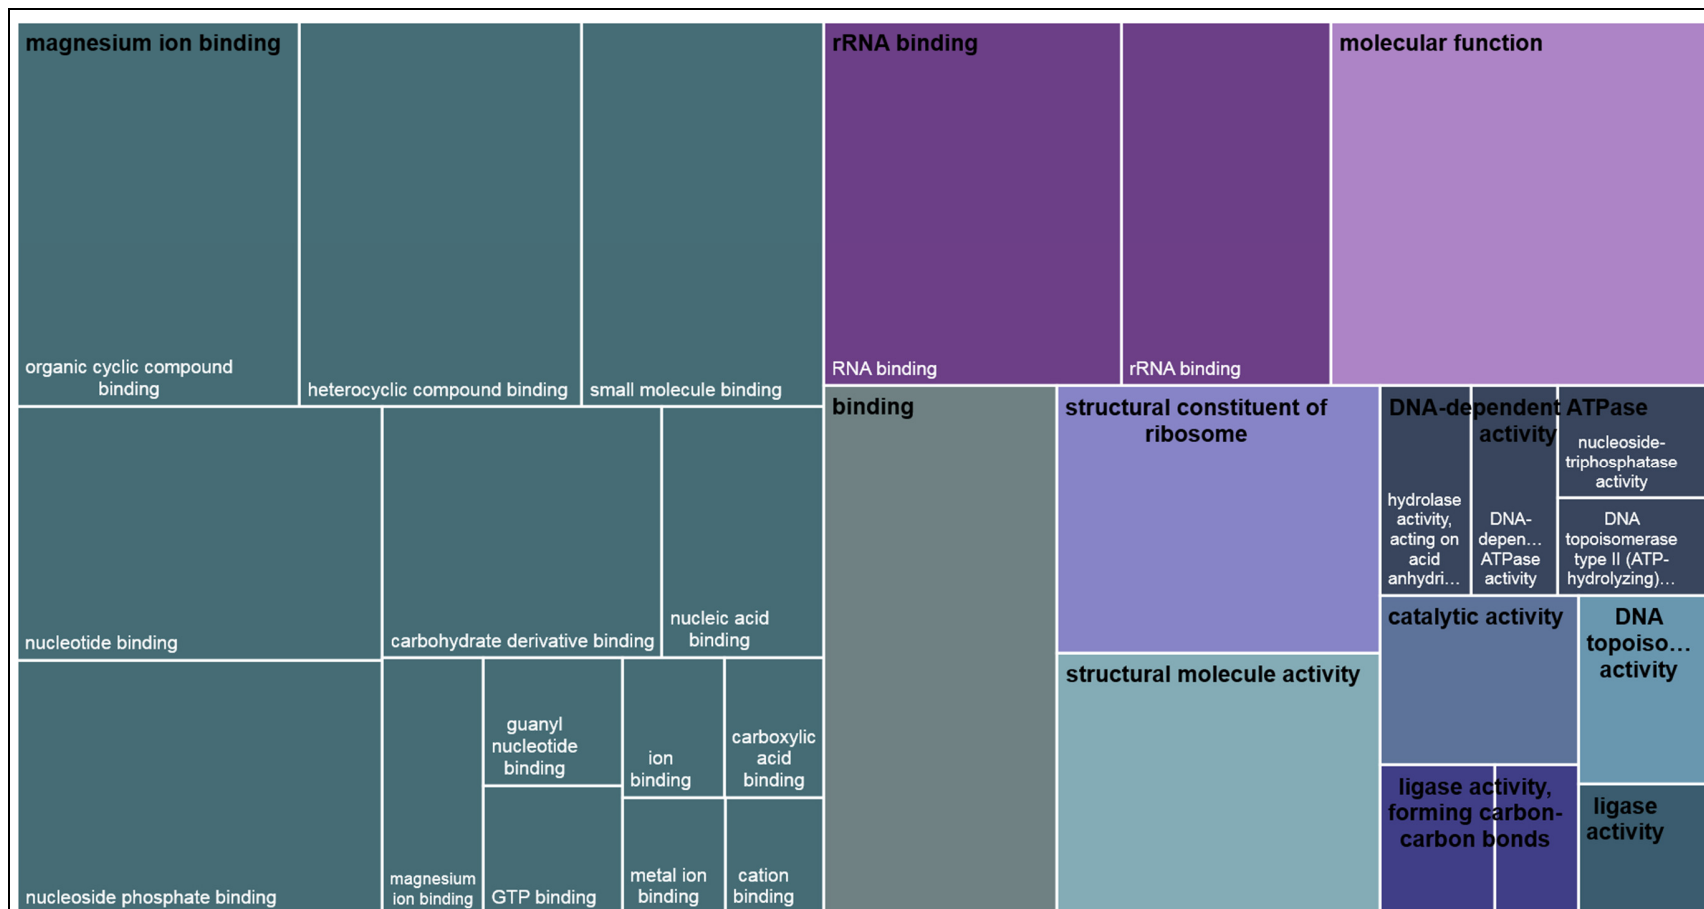 magnesium ion binding
organic cyclic compound
binding
heterocyclic compound binding
small molecule binding
nucleotide binding
carbohydrate derivative binding
nucleic acid
binding
nucleoside phosphate binding
magnesium
ion binding
guanyl
nucleotide
binding
GTP binding
ion
binding
carboxylic
acid
binding
metal ion
binding
cation
binding
rRNA binding
RNA binding
rRNA binding
molecular function
binding
structural constituent of
ribosome
structural molecule activity
DNA-dependent ATPase
activity
hydrolase
activity,
acting on
acid
anhydri…
DNA-
depen…
ATPase
activity
nucleoside-
triphosphatase
activity
DNA
topoisomerase
type II (ATP-
hydrolyzing)…
catalytic activity
DNA
topoiso…
activity
ligase activity,
forming carbon-
carbon bonds
ligase
activity